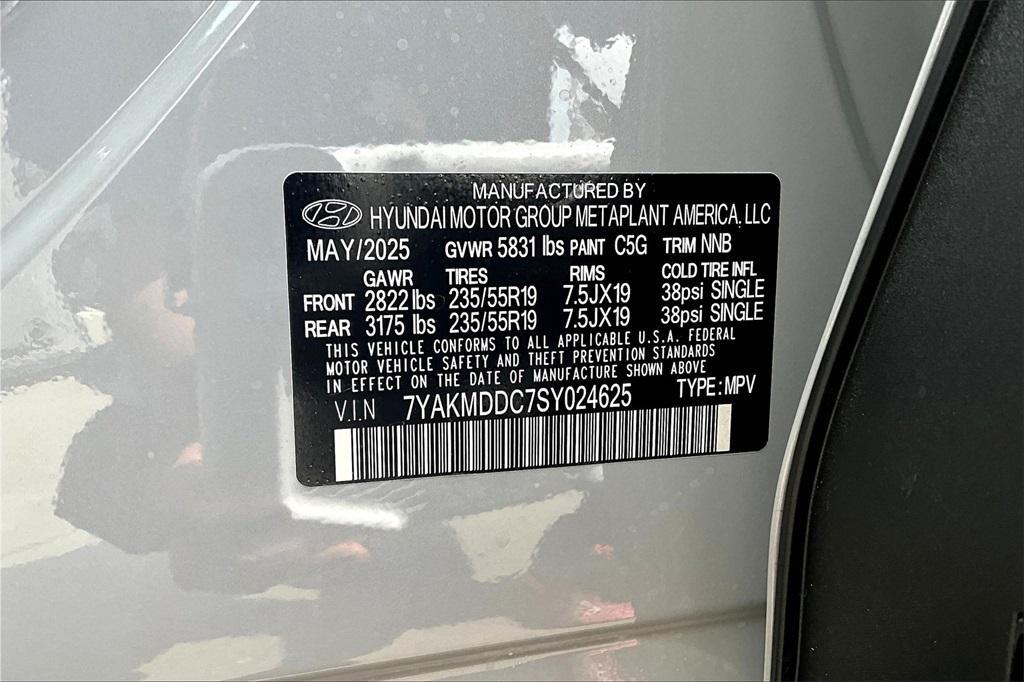 MANUFACTURED BY
HYUNDAI MOTOR GROUP METAPLANT AMERICA, LLC
MAY/2025 GVWR 5831 lbs PAINT C5G TRIM NNB
GAWR TIRES RIMS COLD TIRE INFL
FRONT 2822 lbs 235/55R19 7.5JX19 38psi SINGLE
REAR 3175 lbs 235/55R19 7.5JX19 38psi SINGLE
THIS VEHICLE CONFORMS TO ALL APPLICABLE U.S.A. FEDERAL
MOTOR VEHICLE SAFETY AND THEFT PREVENTION STANDARDS
IN EFFECT ON THE DATE OF MANUFACTURE SHOWN ABOVE
V.I.N 7YAKMDDC7SY024625 TYPE: MPV